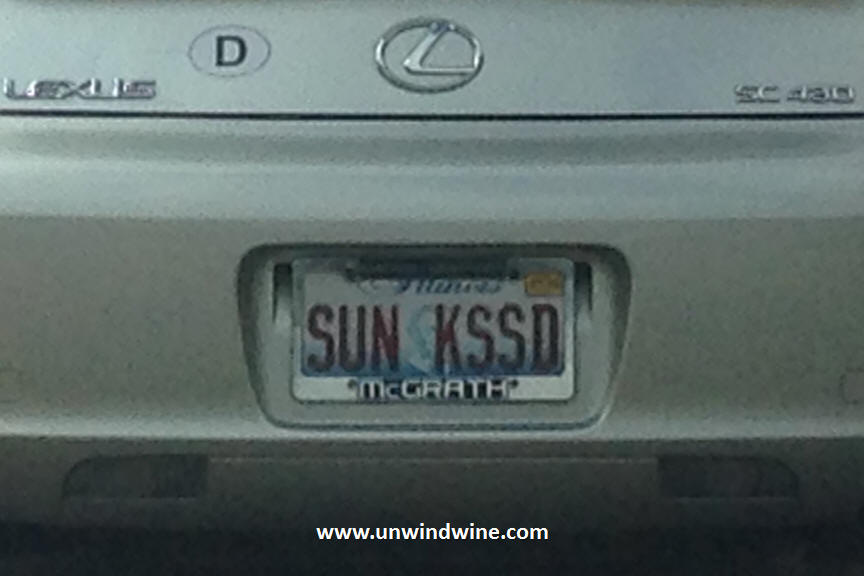 D
LEXUS
SC 430
Illinois
SUN KSSD
McGRATH
www.unwindwine.com